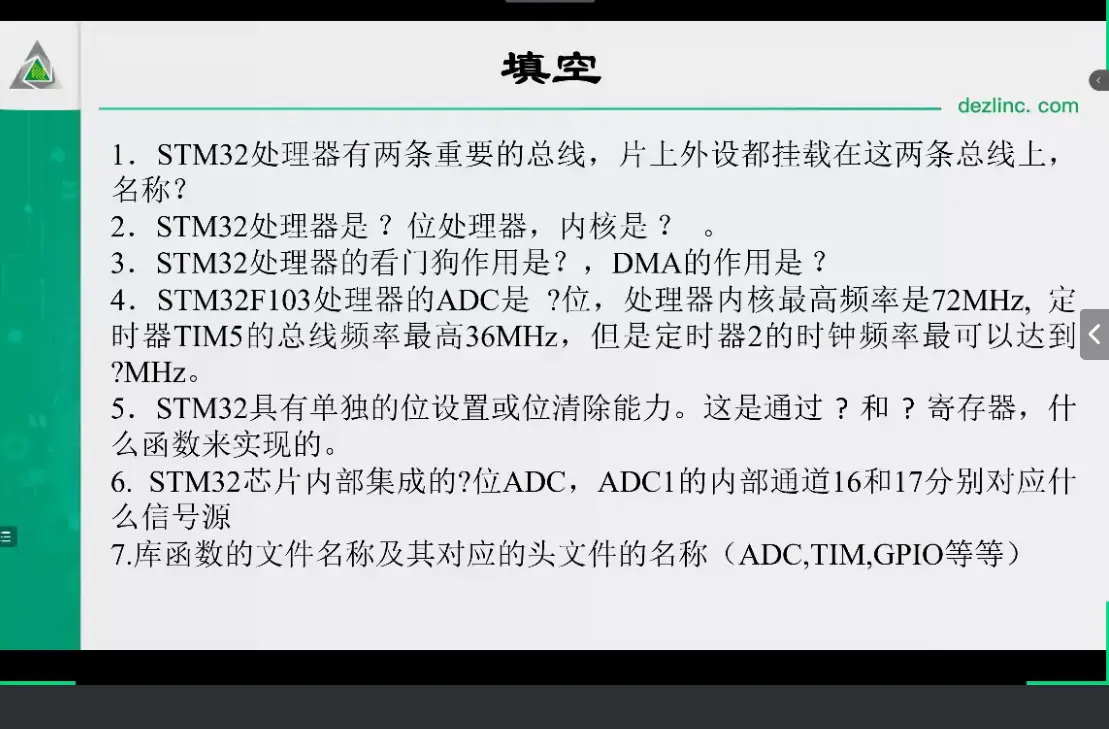 填空
dezlinc. com
1．STM32处理器有两条重要的总线，片上外设都挂载在这两条总线上，
名称?
2．STM32处理器是 ? 位处理器，内核是 ? 。
3．STM32处理器的看门狗作用是? ，DMA的作用是 ?
4．STM32F103处理器的ADC是 ?位，处理器内核最高频率是72MHz, 定
时器TIM5的总线频率最高36MHz，但是定时器2的时钟频率最可以达到
?MHz。
5．STM32具有单独的位设置或位清除能力。这是通过 ? 和 ? 寄存器，什
么函数来实现的。
6. STM32芯片内部集成的?位ADC，ADC1的内部通道16和17分别对应什
么信号源
7.库函数的文件名称及其对应的头文件的名称（ADC,TIM,GPIO等等）